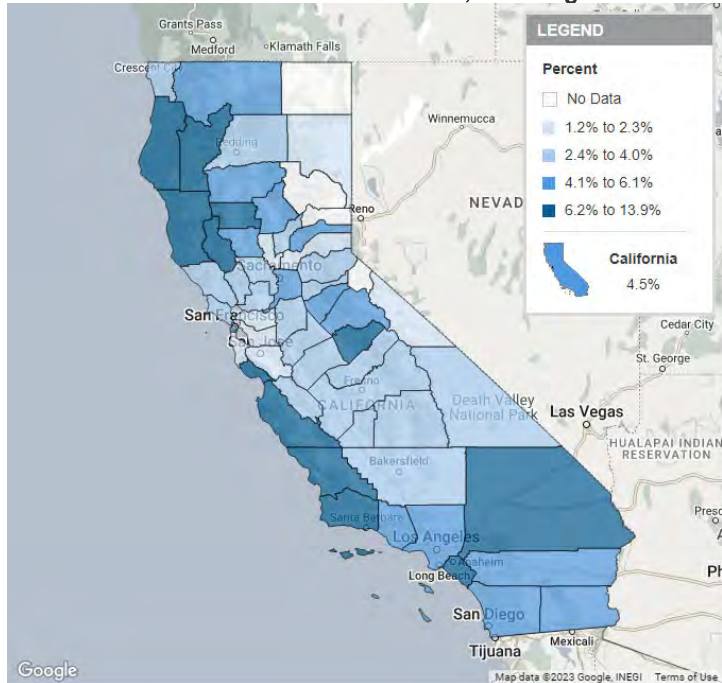 Grants Pass
Medford
Klamath Falls
Crescent City
LEGEND
Percent
No Data
1.2% to 2.3%
2.4% to 4.0%
4.1% to 6.1%
6.2% to 13.9%
California
4.5%
Winnemucca
Redding
NEVAD
Reno
Sacramento
San Francisco
San Jose
Cedar City
St. George
Fresno
CALIFORNIA
Death Valley
National Park
Las Vegas
HUALAPAI INDIAN
RESERVATION
Bakersfield
Santa Barbara
Los Angeles
Anaheim
Long Beach
Presc
Ph
San Diego
Mexicali
Tijuana
Google
Map data ©2023 Google, INEGI
Terms of Use